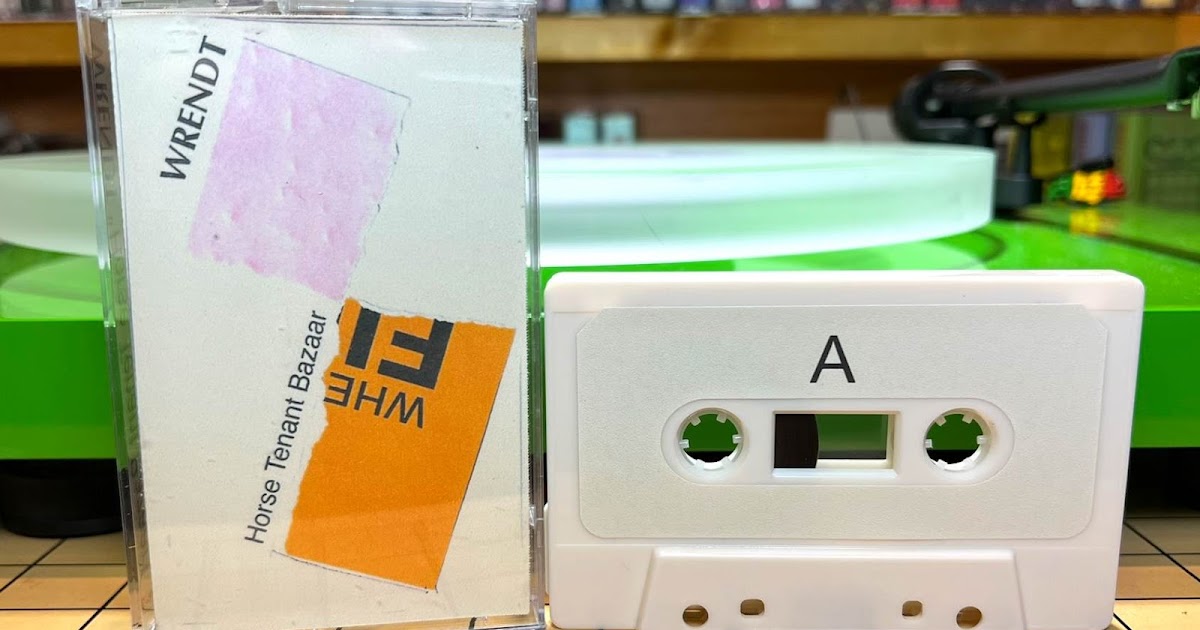 WRENDT
Horse Tenant Bazaar
WHE
FI
A